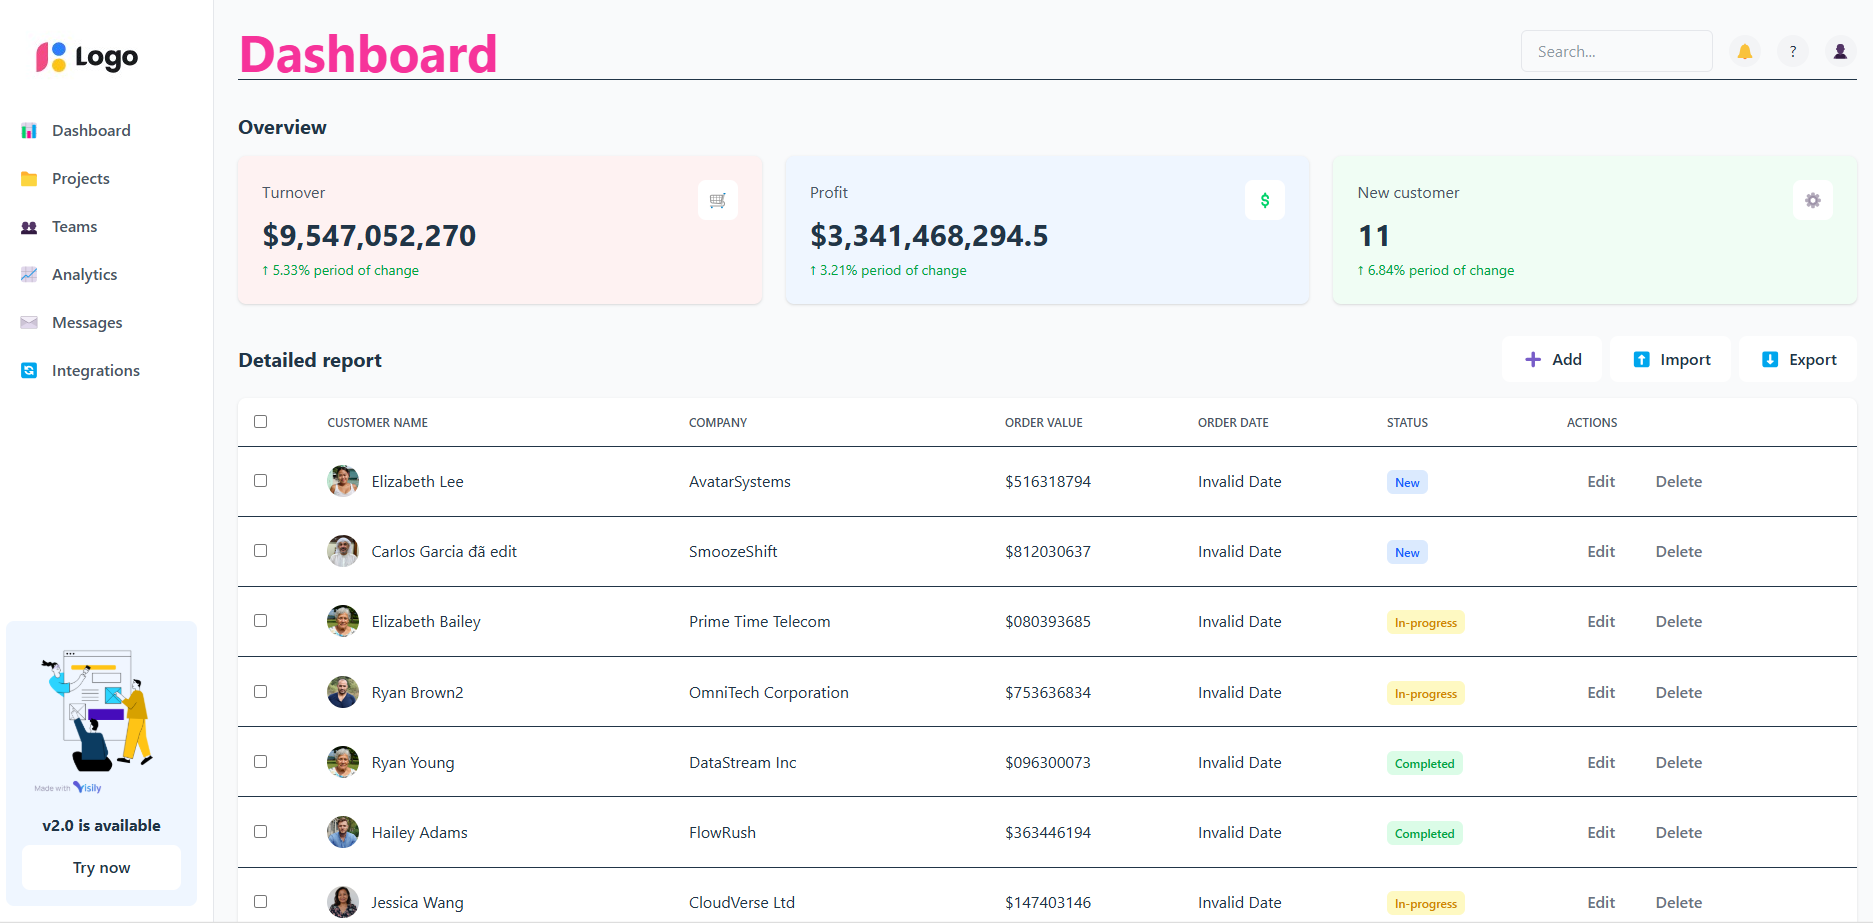 Logo
Dashboard
Search...
?
Dashboard
Projects
Teams
Analytics
Messages
Integrations
Overview
Turnover
$9,547,052,270
↑ 5.33% period of change
Profit
$
$3,341,468,294.5
↑ 3.21% period of change
New customer
11
↑ 6.84% period of change
Detailed report
Add
Import
Export
CUSTOMER NAME COMPANY ORDER VALUE ORDER DATE STATUS ACTIONS
Elizabeth Lee AvatarSystems $516318794 Invalid Date New Edit Delete
Carlos Garcia đã edit SmoozeShift $812030637 Invalid Date New Edit Delete
Elizabeth Bailey Prime Time Telecom $080393685 Invalid Date In-progress Edit Delete
Ryan Brown2 OmniTech Corporation $753636834 Invalid Date In-progress Edit Delete
Ryan Young DataStream Inc $096300073 Invalid Date Completed Edit Delete
Hailey Adams FlowRush $363446194 Invalid Date Completed Edit Delete
Jessica Wang CloudVerse Ltd $147403146 Invalid Date In-progress Edit Delete
Made with Visily
v2.0 is available
Try now